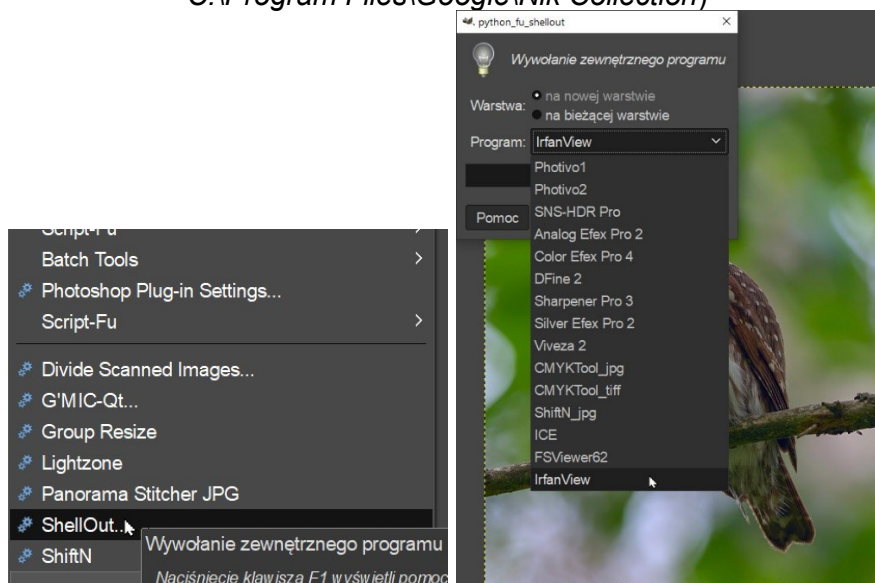 C:\Program Files\Google\Nik Collection)
python_fu_shellout
Wywołanie zewnętrznego programu
Warstwa:
na nowej warstwie
na bieżącej warstwie
Program:
IrfanView
Photivo1
Photivo2
SNS-HDR Pro
Analog Efex Pro 2
Color Efex Pro 4
DFine 2
Sharpener Pro 3
Silver Efex Pro 2
Viveza 2
CMYKTool_jpg
CMYKTool_tiff
ShiftN_jpg
ICE
FSViewer62
IrfanView
Pomoc
Script-Fu
Batch Tools
Photoshop Plug-in Settings...
Script-Fu
Divide Scanned Images...
G'MIC-Qt...
Group Resize
Lightzone
Panorama Stitcher JPG
ShellOut...
ShiftN
Wywołanie zewnętrznego programu
Naciśnięcie klawisza F1 wyświetli pomoc